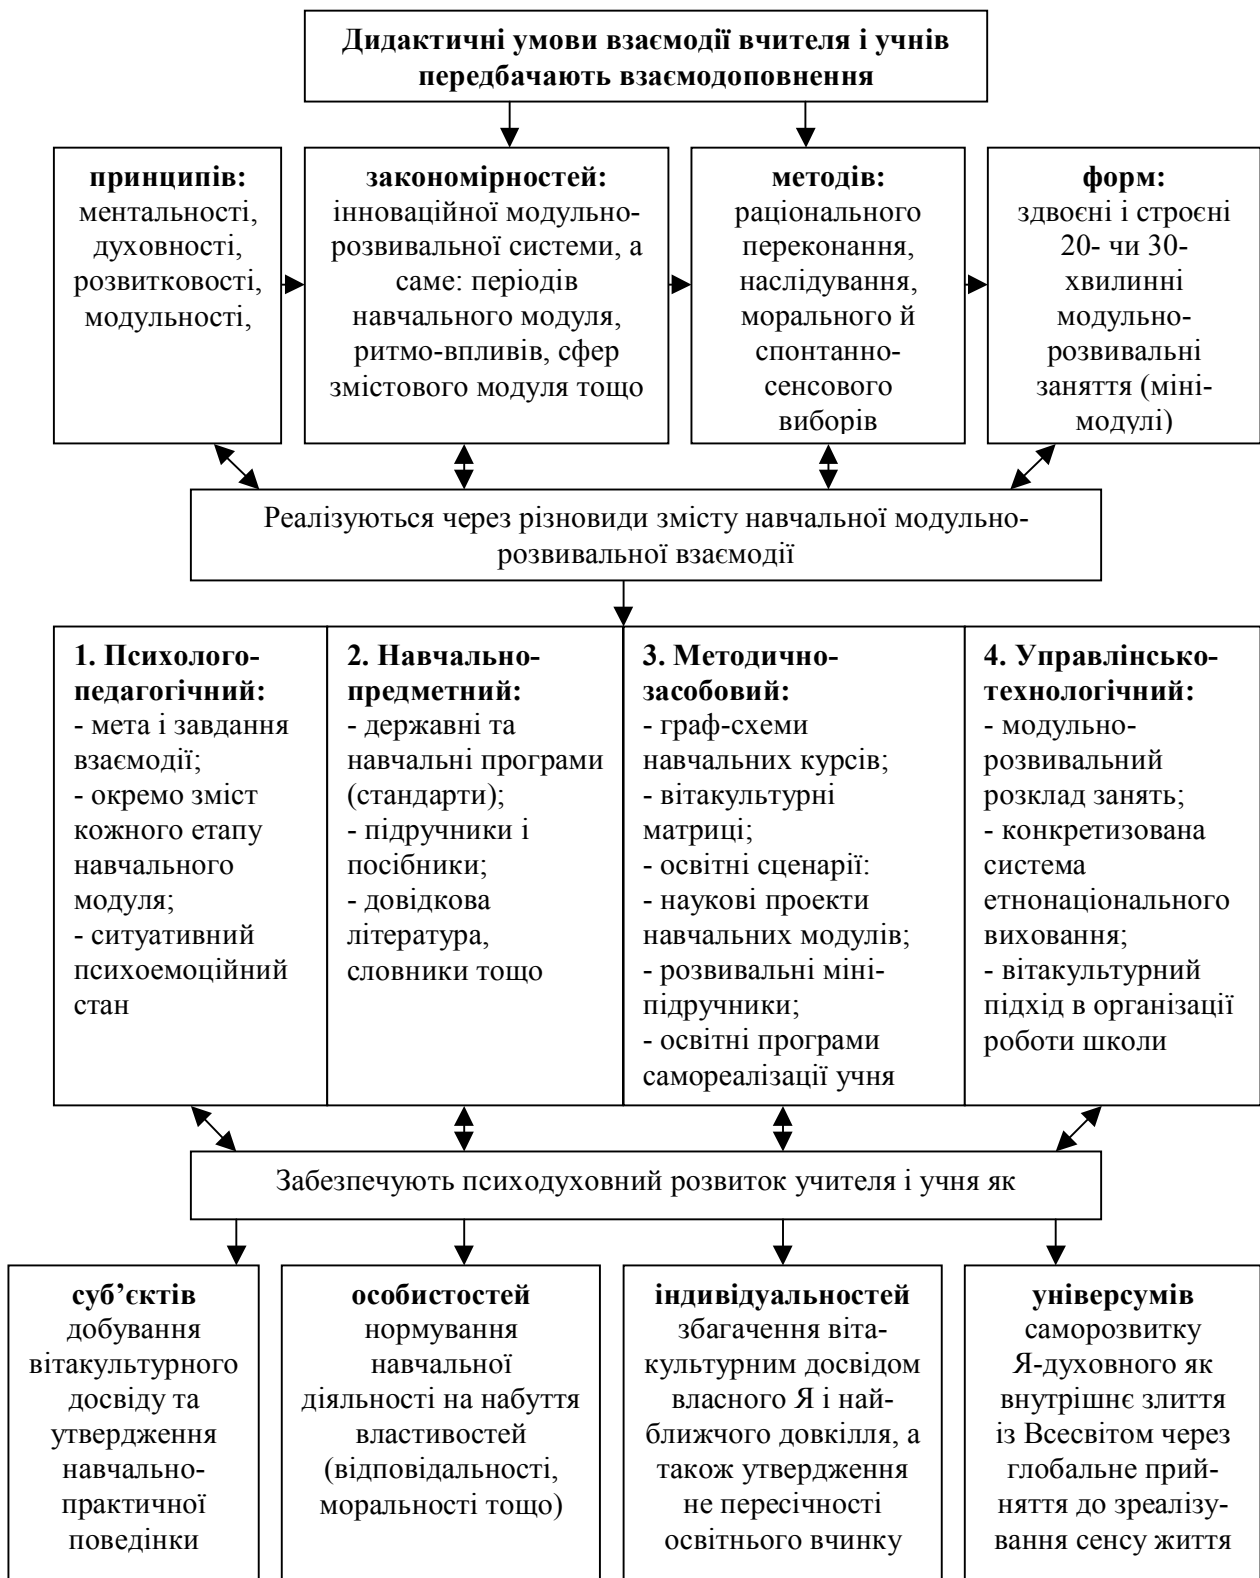 Дидактичні умови взаємодії вчителя і учнів
передбачають взаємодоповнення
принципів:
ментальності,
духовності,
розвитковості,
модульності,
закономірностей:
інноваційної модульно-
розвивальної системи, а
саме: періодів
навчального модуля,
ритмо-впливів, сфер
змістового модуля тощо
методів:
раціонального
переконання,
наслідування,
морального й
спонтанно-
сенсового
виборів
форм:
здвоєні і строєні
20- чи 30-
хвилинні
модульно-
розвивальні
заняття (міні-
модулі)
Реалізуються через різновиди змісту навчальної модульно-
розвивальної взаємодії
1. Психолого-
педагогічний:
- мета і завдання
взаємодії;
- окремо зміст
кожного етапу
навчального
модуля;
- ситуативний
психоемоційний
стан
2. Навчально-
предметний:
- державні та
навчальні програми
(стандарти);
- підручники і
посібники;
- довідкова
література,
словники тощо
3. Методично-
засобовий:
- граф-схеми
навчальних курсів;
- вітакультурні
матриці;
- освітні сценарії:
- наукові проекти
навчальних модулів;
- розвивальні міні-
підручники;
- освітні програми
самореалізації учня
4. Управлінсько-
технологічний:
- модульно-
розвивальний
розклад занять;
- конкретизована
система
етнонаціонального
виховання;
- вітакультурний
підхід в організації
роботи школи
Забезпечують психодуховний розвиток учителя і учня як
суб’єктів
добування
вітакультурного
досвіду та
утвердження
навчально-
практичної
поведінки
особистостей
нормування
навчальної
діяльності на набуття
властивостей
(відповідальності,
моральності тощо)
індивідуальностей
збагачення віта-
культурним досвідом
власного Я і най-
ближчого довкілля, а
також утвердження
не пересічності
освітнього вчинку
універсумів
саморозвитку
Я-духовного як
внутрішнє злиття
із Всесвітом через
глобальне прий-
няття до зреалізу-
вання сенсу життя